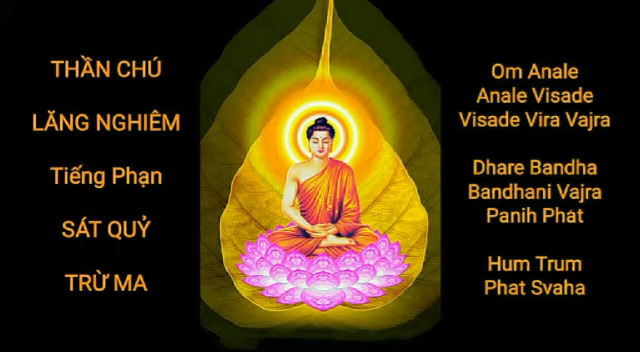 THẦN CHÚ
LĂNG NGHIÊM
Tiếng Phạn
SÁT QUỶ
TRỪ MA
Om Anale
Anale Visade
Visade Vira Vajra
Dhare Bandha
Bandhani Vajra
Panih Phat
Hum Trum
Phat Svaha